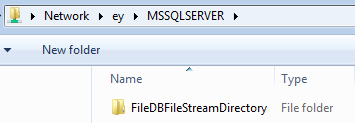 Network ey MSSQLSERVER
New folder
Name Type
FileDBFileStreamDirectory File folder